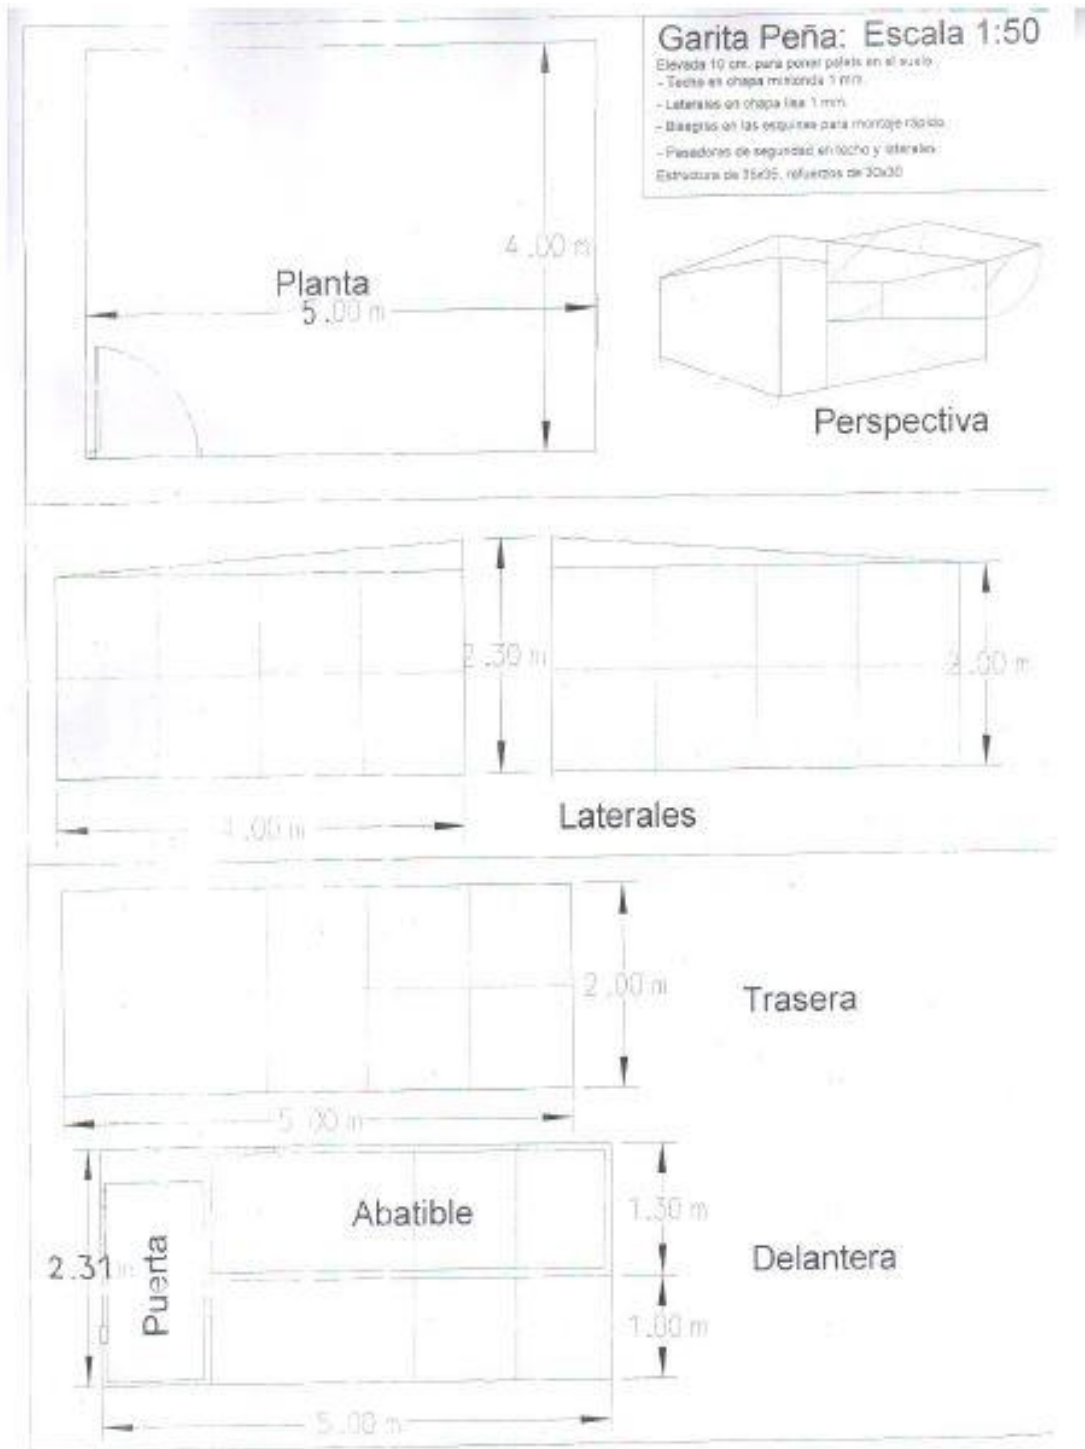 Garita Peña: Escala 1:50
Elevada 10 cm. para poner palets en el suelo
- Techo en chapa minionda 1 mm.
- Laterales en chapa lisa 1 mm.
- Bisagras en las esquinas para montaje rápido
- Pasadores de seguridad en techo y laterales
Estructura de 35x35, refuerzos de 30x30
4.00 m
Planta
5.00 m
Perspectiva
2.30 m
2.00 m
4.00 m
Laterales
2.00 m
Trasera
5.00 m
Abatible
1.30 m
2.31 m
Puerta
Delantera
1.00 m
5.00 m